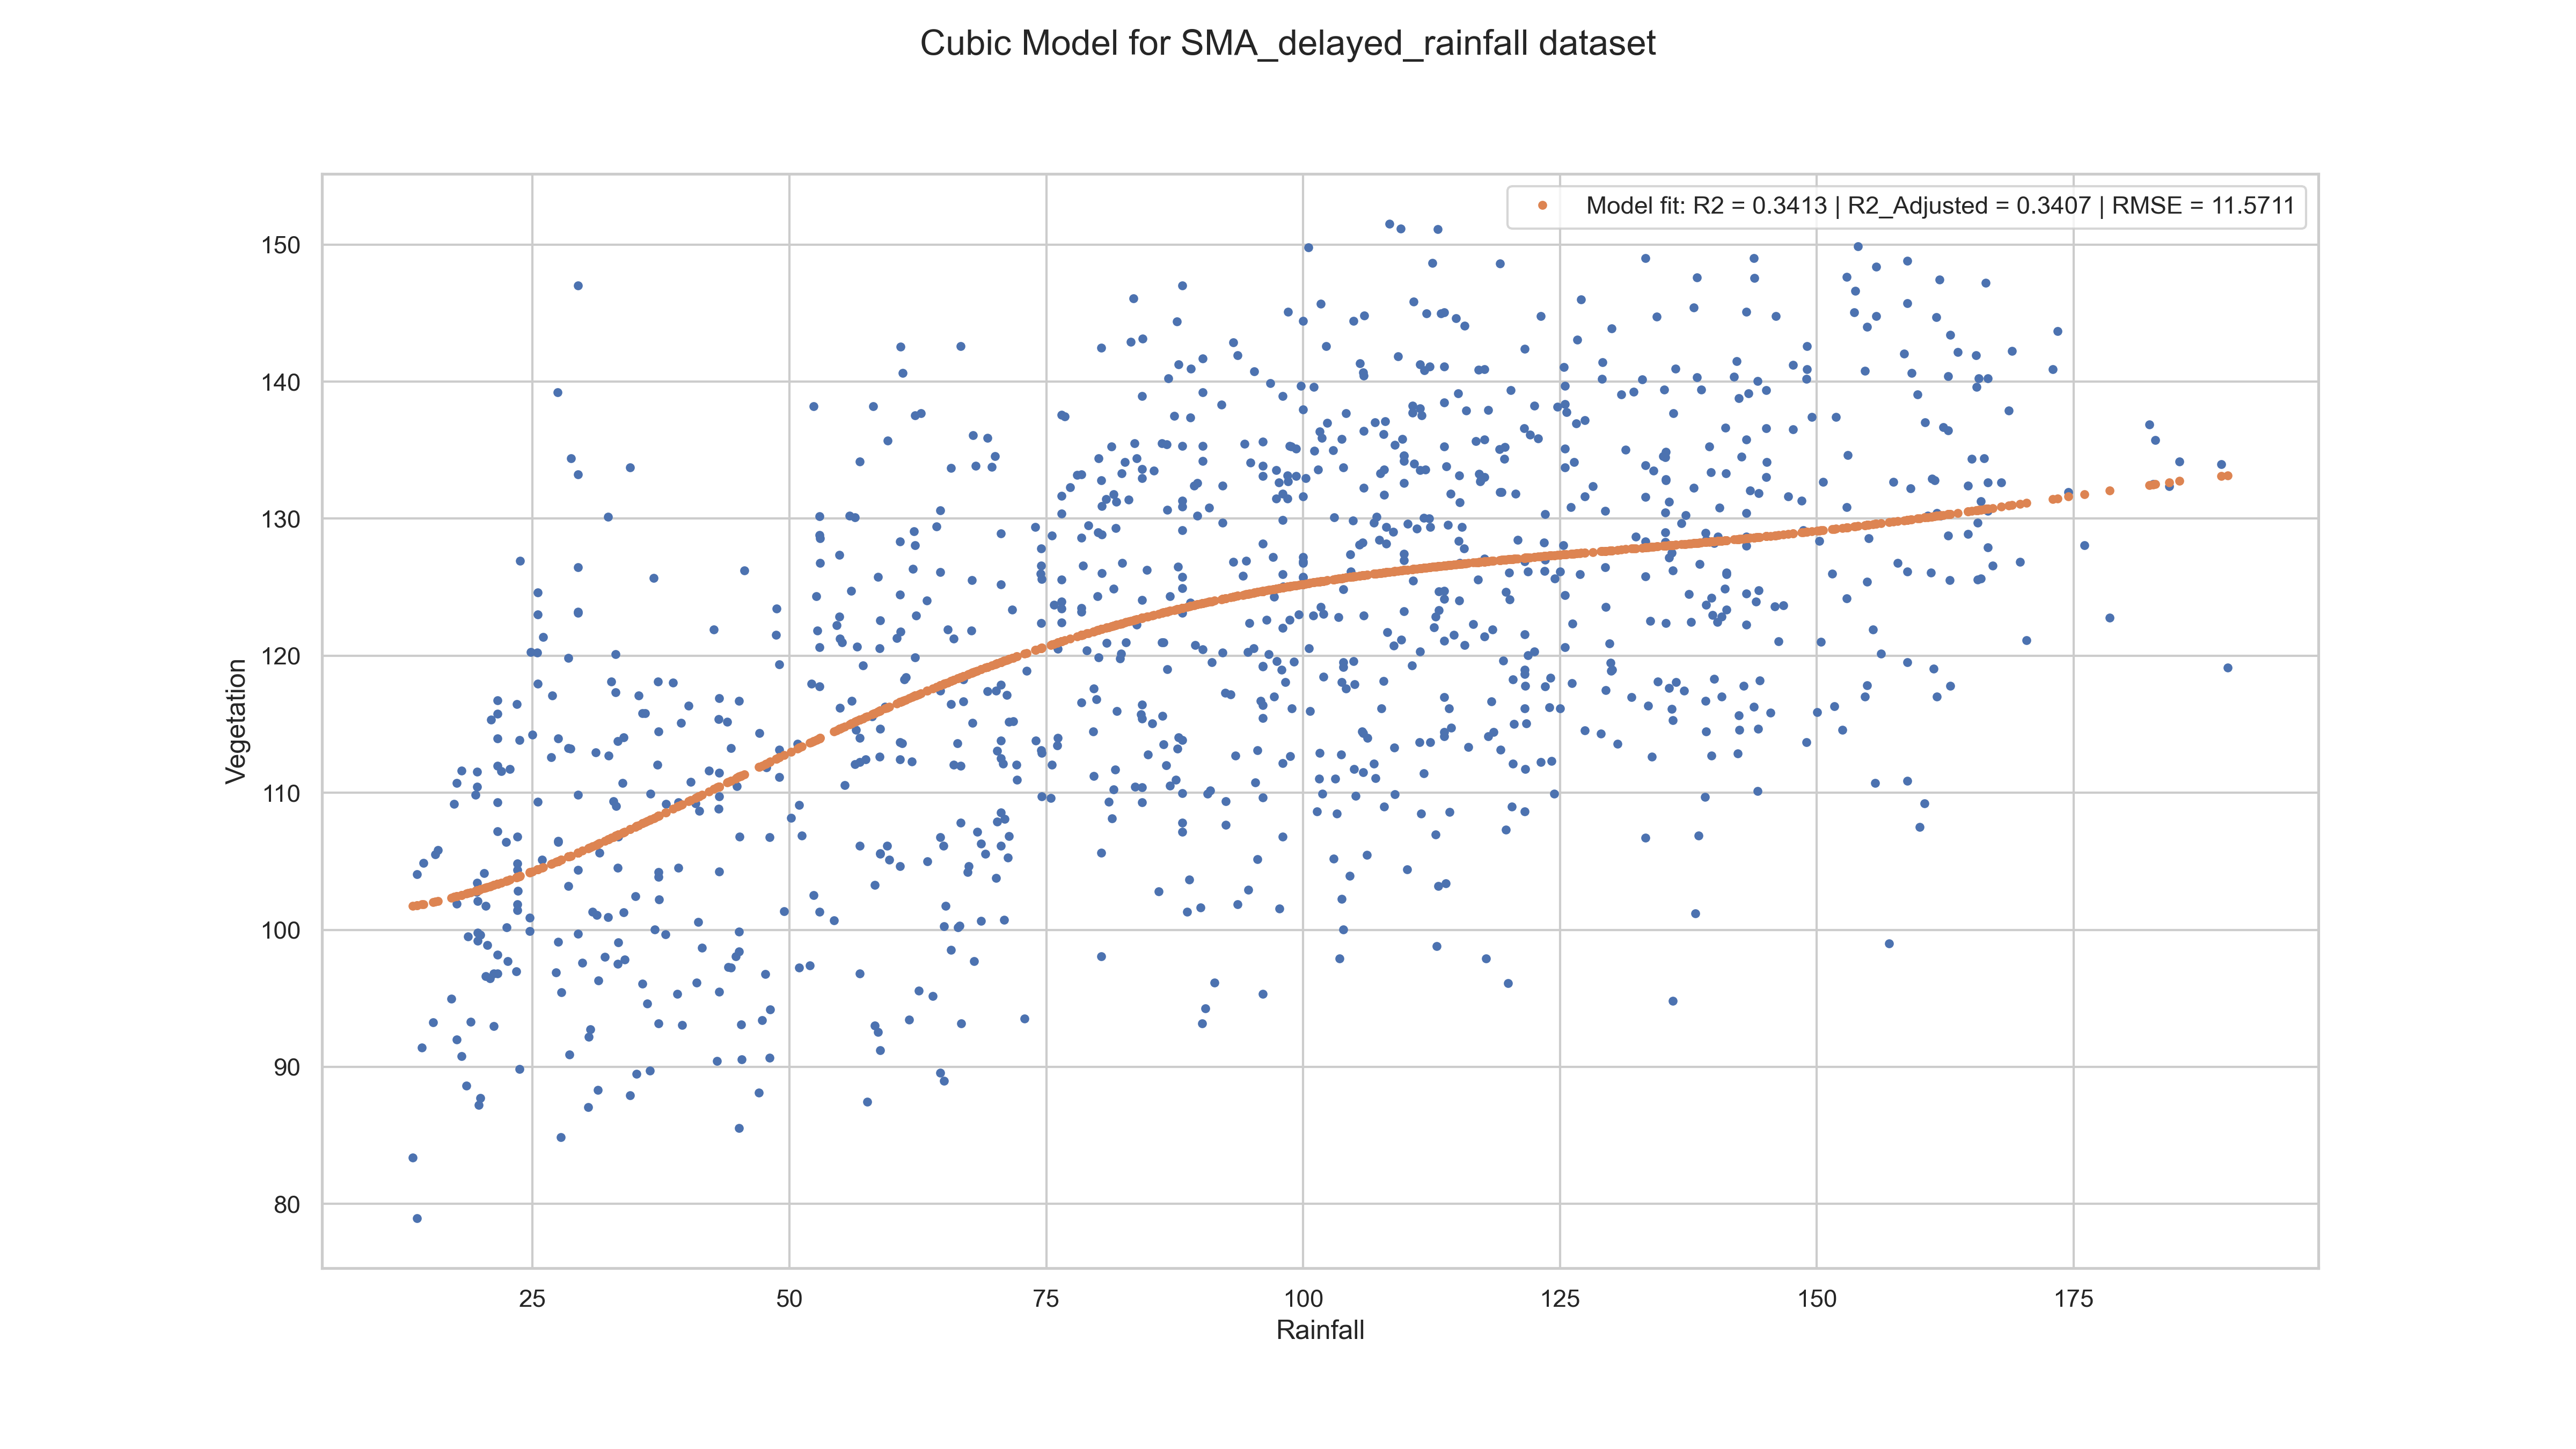 Cubic Model for SMA_delayed_rainfall dataset
Model fit: R2 = 0.3413 | R2_Adjusted = 0.3407 | RMSE = 11.5711
150
140
130
120
110
100
90
80
Vegetation
25 50 75 100 125 150 175
Rainfall